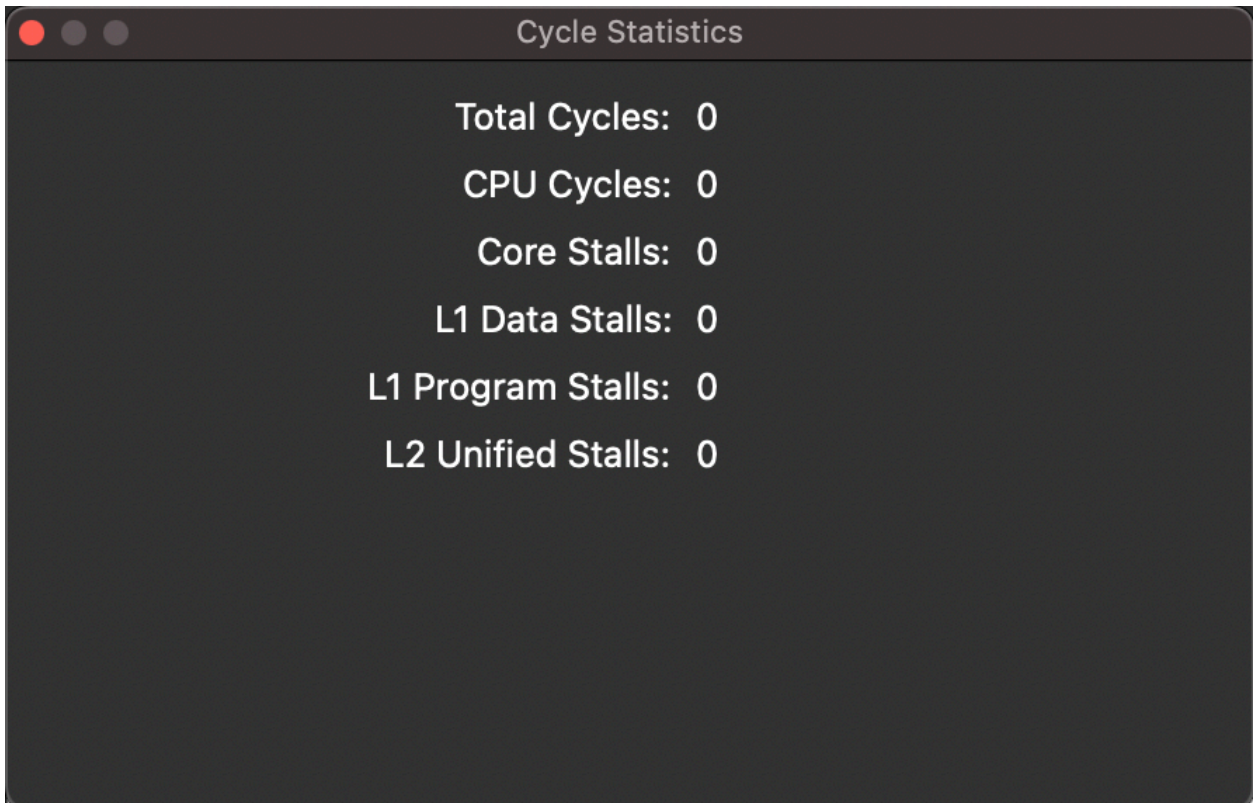 Cycle Statistics
Total Cycles: 0
CPU Cycles: 0
Core Stalls: 0
L1 Data Stalls: 0
L1 Program Stalls: 0
L2 Unified Stalls: 0